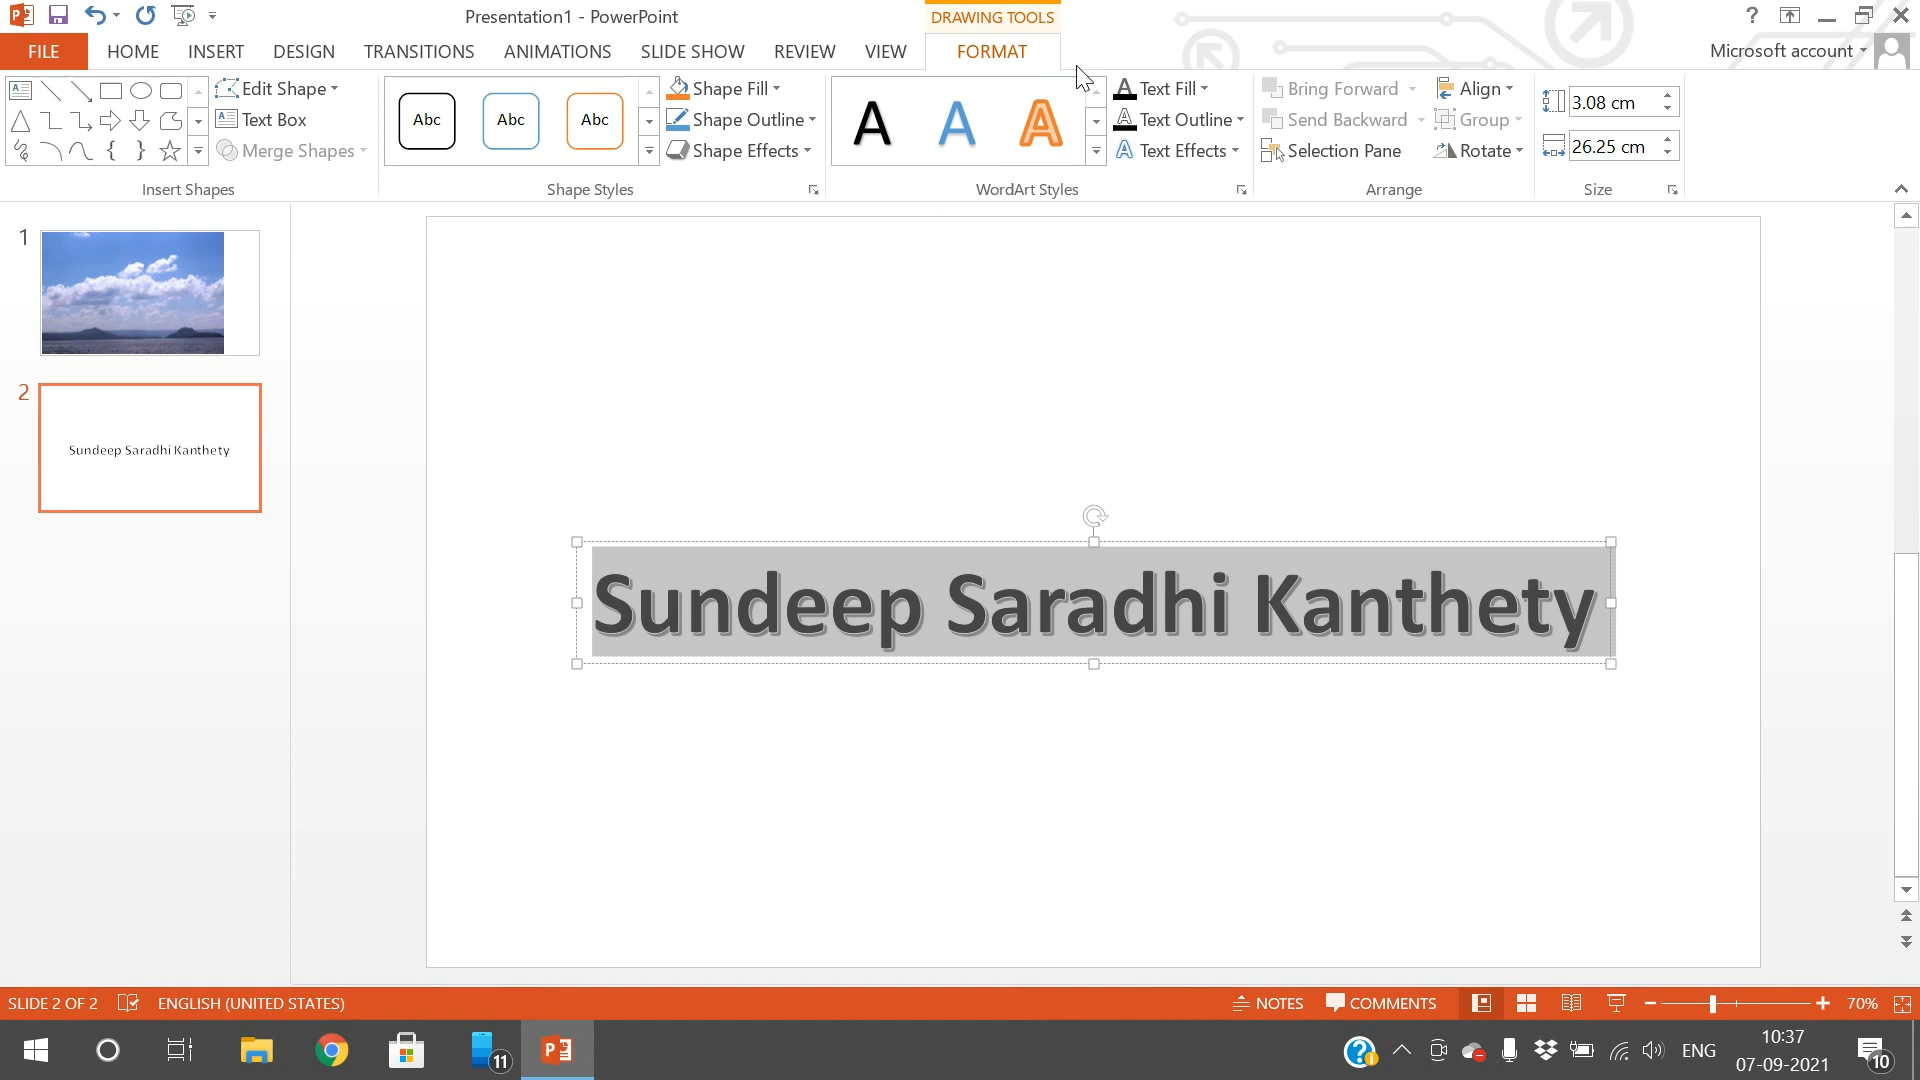 Presentation1 - PowerPoint
DRAWING TOOLS
?
FILE HOME INSERT DESIGN TRANSITIONS ANIMATIONS SLIDE SHOW REVIEW VIEW FORMAT
Microsoft account
Edit Shape
Text Box
Merge Shapes
Insert Shapes
Abc Abc Abc
Shape Fill
Shape Outline
Shape Effects
Shape Styles
A A A
Text Fill
Text Outline
Text Effects
WordArt Styles
Bring Forward
Send Backward
Selection Pane
Align
Group
Rotate
Arrange
3.08 cm
26.25 cm
Size
1
2
Sundeep Saradhi Kanthety
Sundeep Saradhi Kanthety
SLIDE 2 OF 2 ENGLISH (UNITED STATES) NOTES COMMENTS 70%
11
ENG
10:37
07-09-2021
10